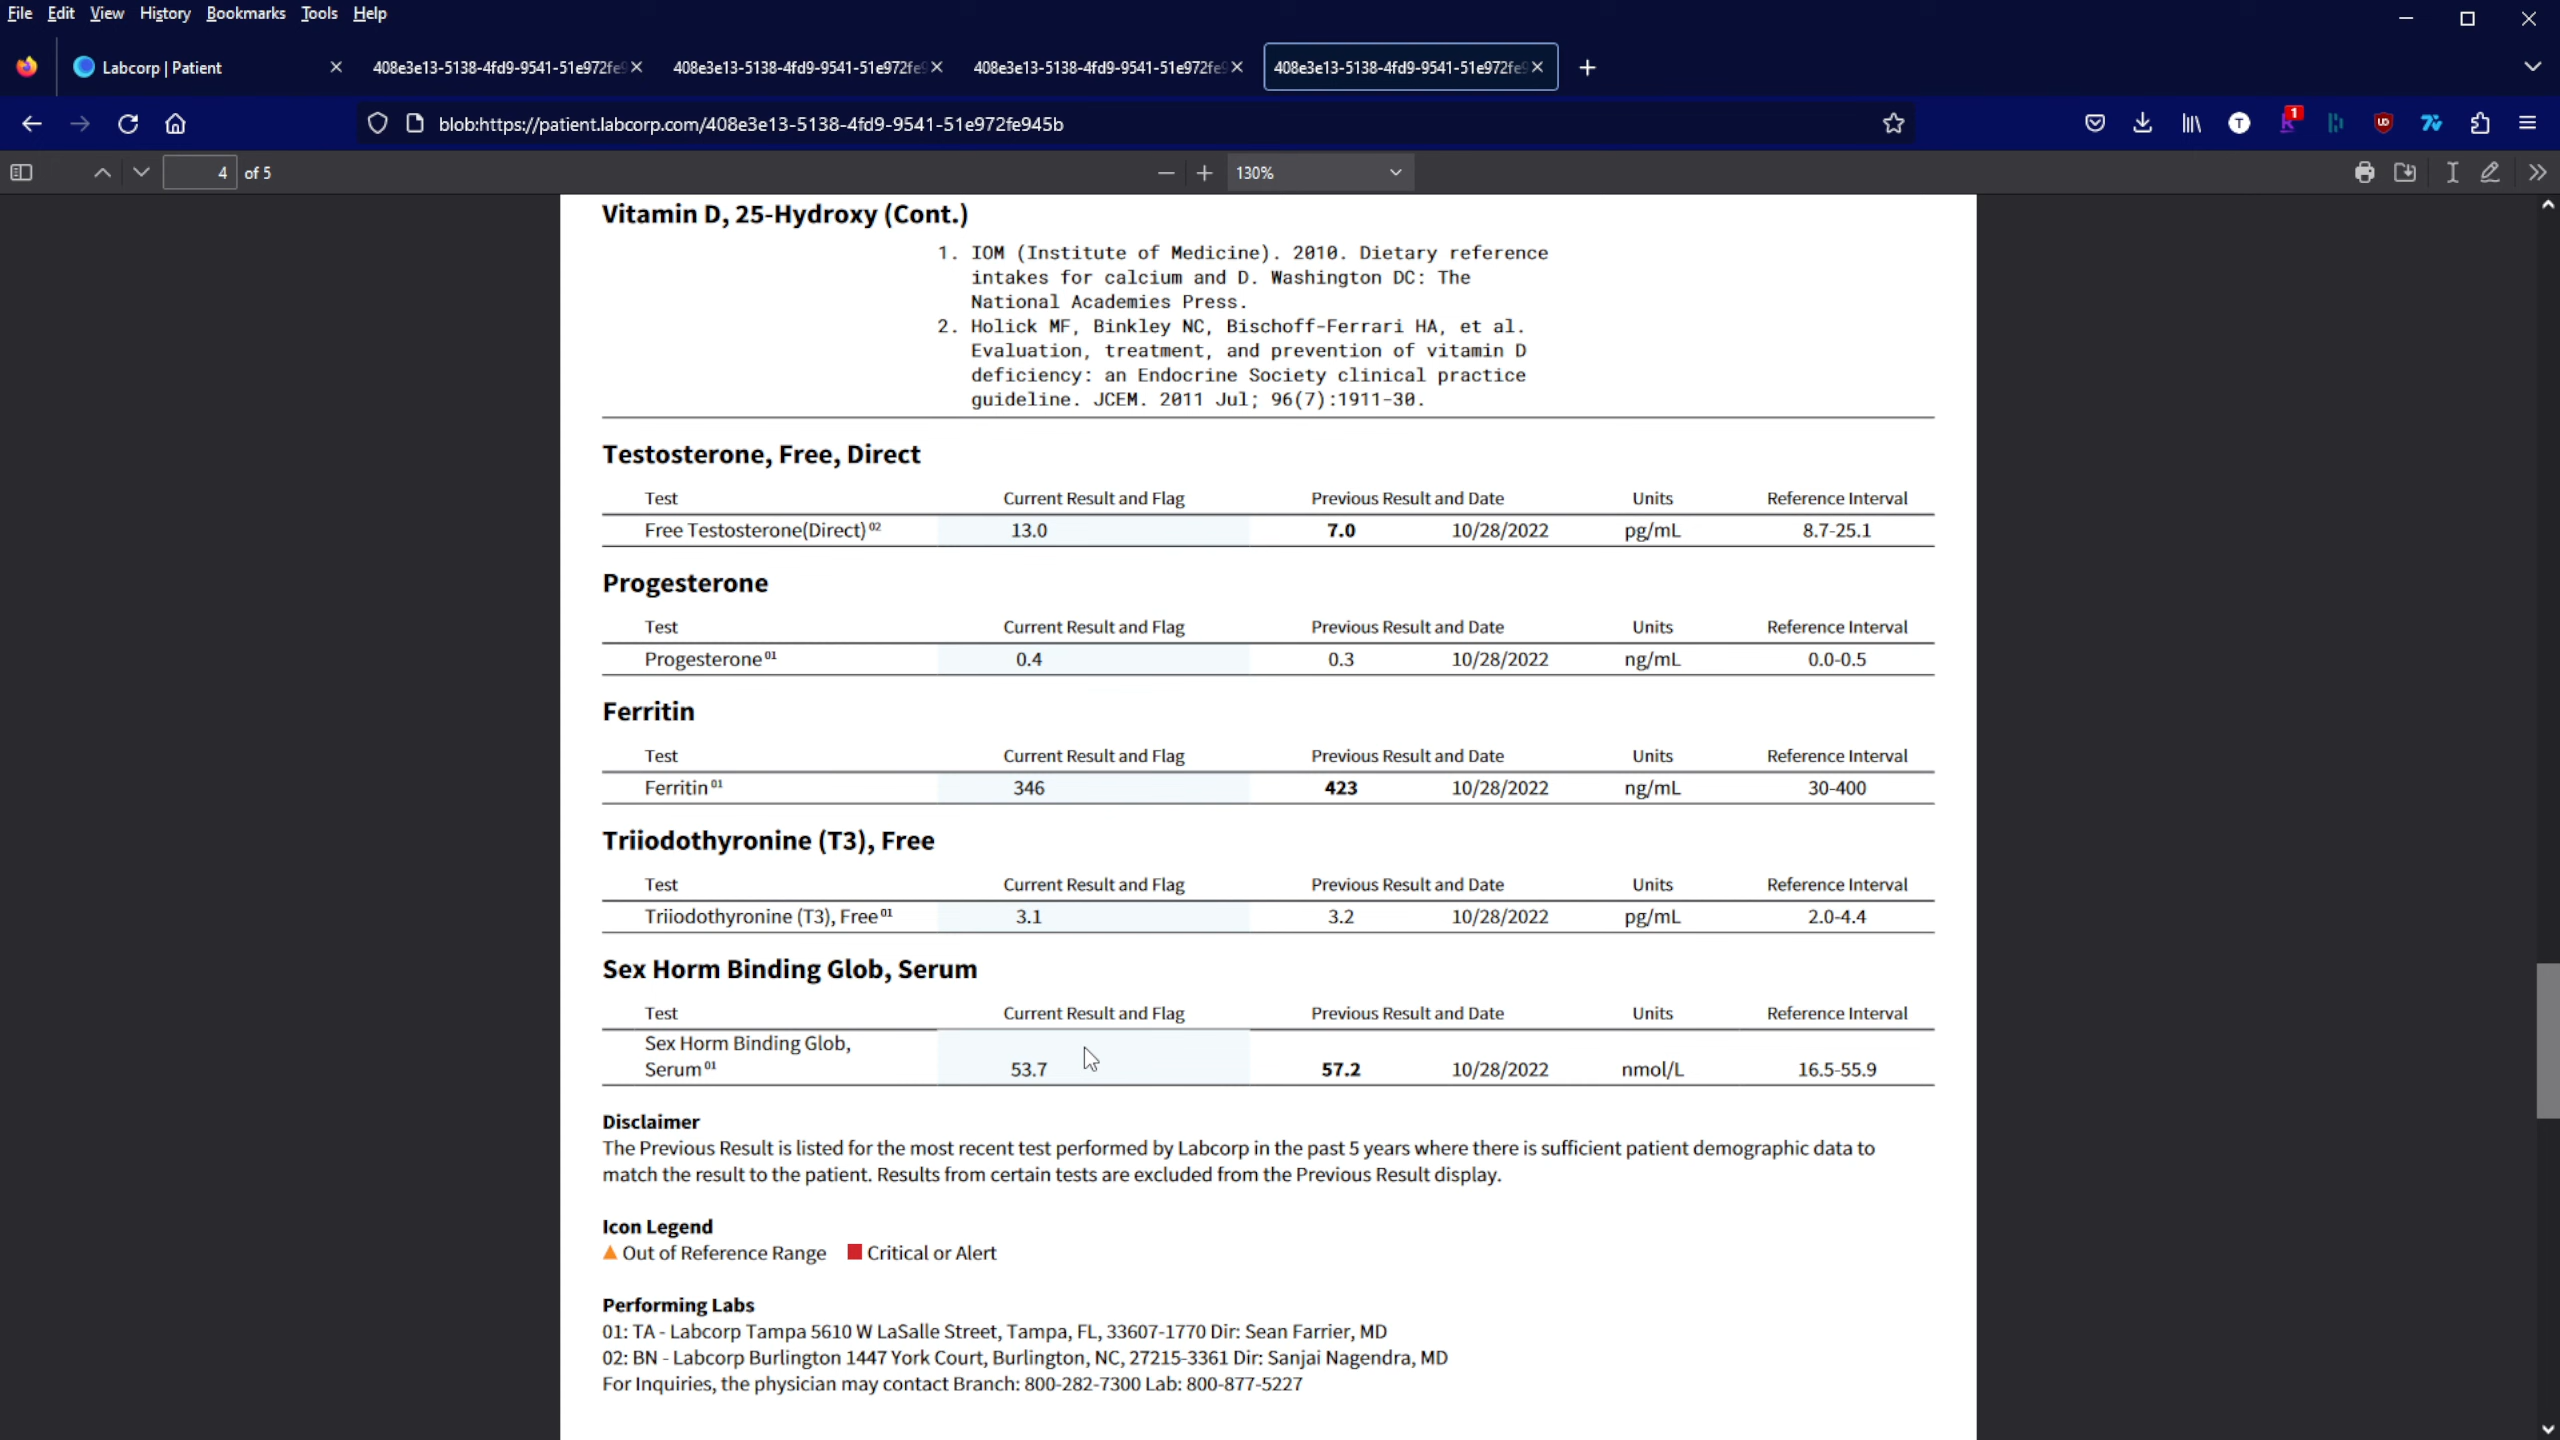 File Edit View History Bookmarks Tools Help
Labcorp | Patient 408e3e13-5138-4fd9-9541-51e972fe9 408e3e13-5138-4fd9-9541-51e972fe9 408e3e13-5138-4fd9-9541-51e972fe9 408e3e13-5138-4fd9-9541-51e972fe9
blob:https://patient.labcorp.com/408e3e13-5138-4fd9-9541-51e972fe945b T 1 UD
4 of 5 130%
Vitamin D, 25-Hydroxy (Cont.)
1. IOM (Institute of Medicine). 2010. Dietary reference
intakes for calcium and D. Washington DC: The
National Academies Press.
2. Holick MF, Binkley NC, Bischoff-Ferrari HA, et al.
Evaluation, treatment, and prevention of vitamin D
deficiency: an Endocrine Society clinical practice
guideline. JCEM. 2011 Jul; 96(7):1911-30.
Testosterone, Free, Direct
Test Current Result and Flag Previous Result and Date Units Reference Interval
Free Testosterone(Direct) 02 13.0 7.0 10/28/2022 pg/mL 8.7-25.1
Progesterone
Test Current Result and Flag Previous Result and Date Units Reference Interval
Progesterone 01 0.4 0.3 10/28/2022 ng/mL 0.0-0.5
Ferritin
Test Current Result and Flag Previous Result and Date Units Reference Interval
Ferritin 01 346 423 10/28/2022 ng/mL 30-400
Triiodothyronine (T3), Free
Test Current Result and Flag Previous Result and Date Units Reference Interval
Triiodothyronine (T3), Free 01 3.1 3.2 10/28/2022 pg/mL 2.0-4.4
Sex Horm Binding Glob, Serum
Test Current Result and Flag Previous Result and Date Units Reference Interval
Sex Horm Binding Glob,
Serum 01 53.7 57.2 10/28/2022 nmol/L 16.5-55.9
Disclaimer
The Previous Result is listed for the most recent test performed by Labcorp in the past 5 years where there is sufficient patient demographic data to
match the result to the patient. Results from certain tests are excluded from the Previous Result display.
Icon Legend
Out of Reference Range Critical or Alert
Performing Labs
01: TA - Labcorp Tampa 5610 W LaSalle Street, Tampa, FL, 33607-1770 Dir: Sean Farrier, MD
02: BN - Labcorp Burlington 1447 York Court, Burlington, NC, 27215-3361 Dir: Sanjai Nagendra, MD
For Inquiries, the physician may contact Branch: 800-282-7300 Lab: 800-877-5227